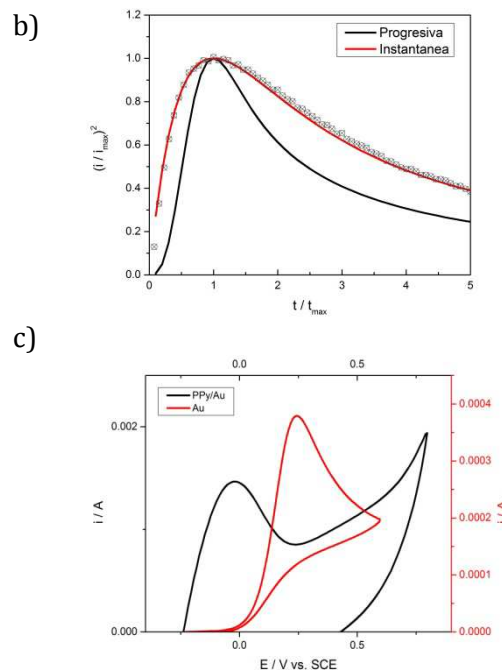 b)
Progresiva
Instantanea
1.0
0.8
0.6
0.4
0.2
0.0
(i / i_max)²
0 1 2 3 4 5
t / t_max
c)
0.0 0.5
PPy/Au
Au
0.002
0.000
i / A
0.0004
0.0003
0.0002
0.0001
0.0000
i / A
0.0 0.5
E / V vs. SCE